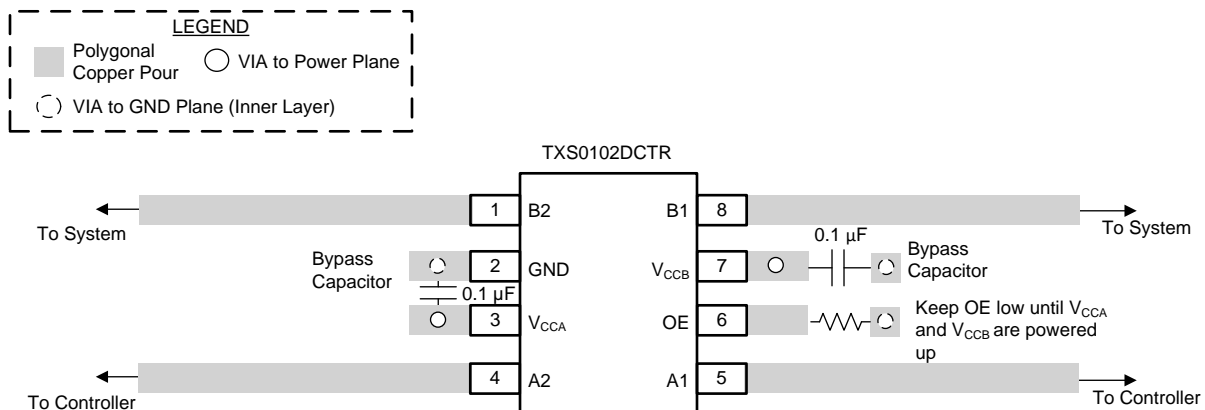 LEGEND
Polygonal
Copper Pour
VIA to Power Plane
VIA to GND Plane (Inner Layer)
TXS0102DCTR
1 B2
B1 8
To System
To System
Bypass
Capacitor
2 GND
0.1 µF
3 VCCA
VCCB 7
0.1 µF
Bypass
Capacitor
OE 6
Keep OE low until VCCA
and VCCB are powered
up
4 A2
A1 5
To Controller
To Controller